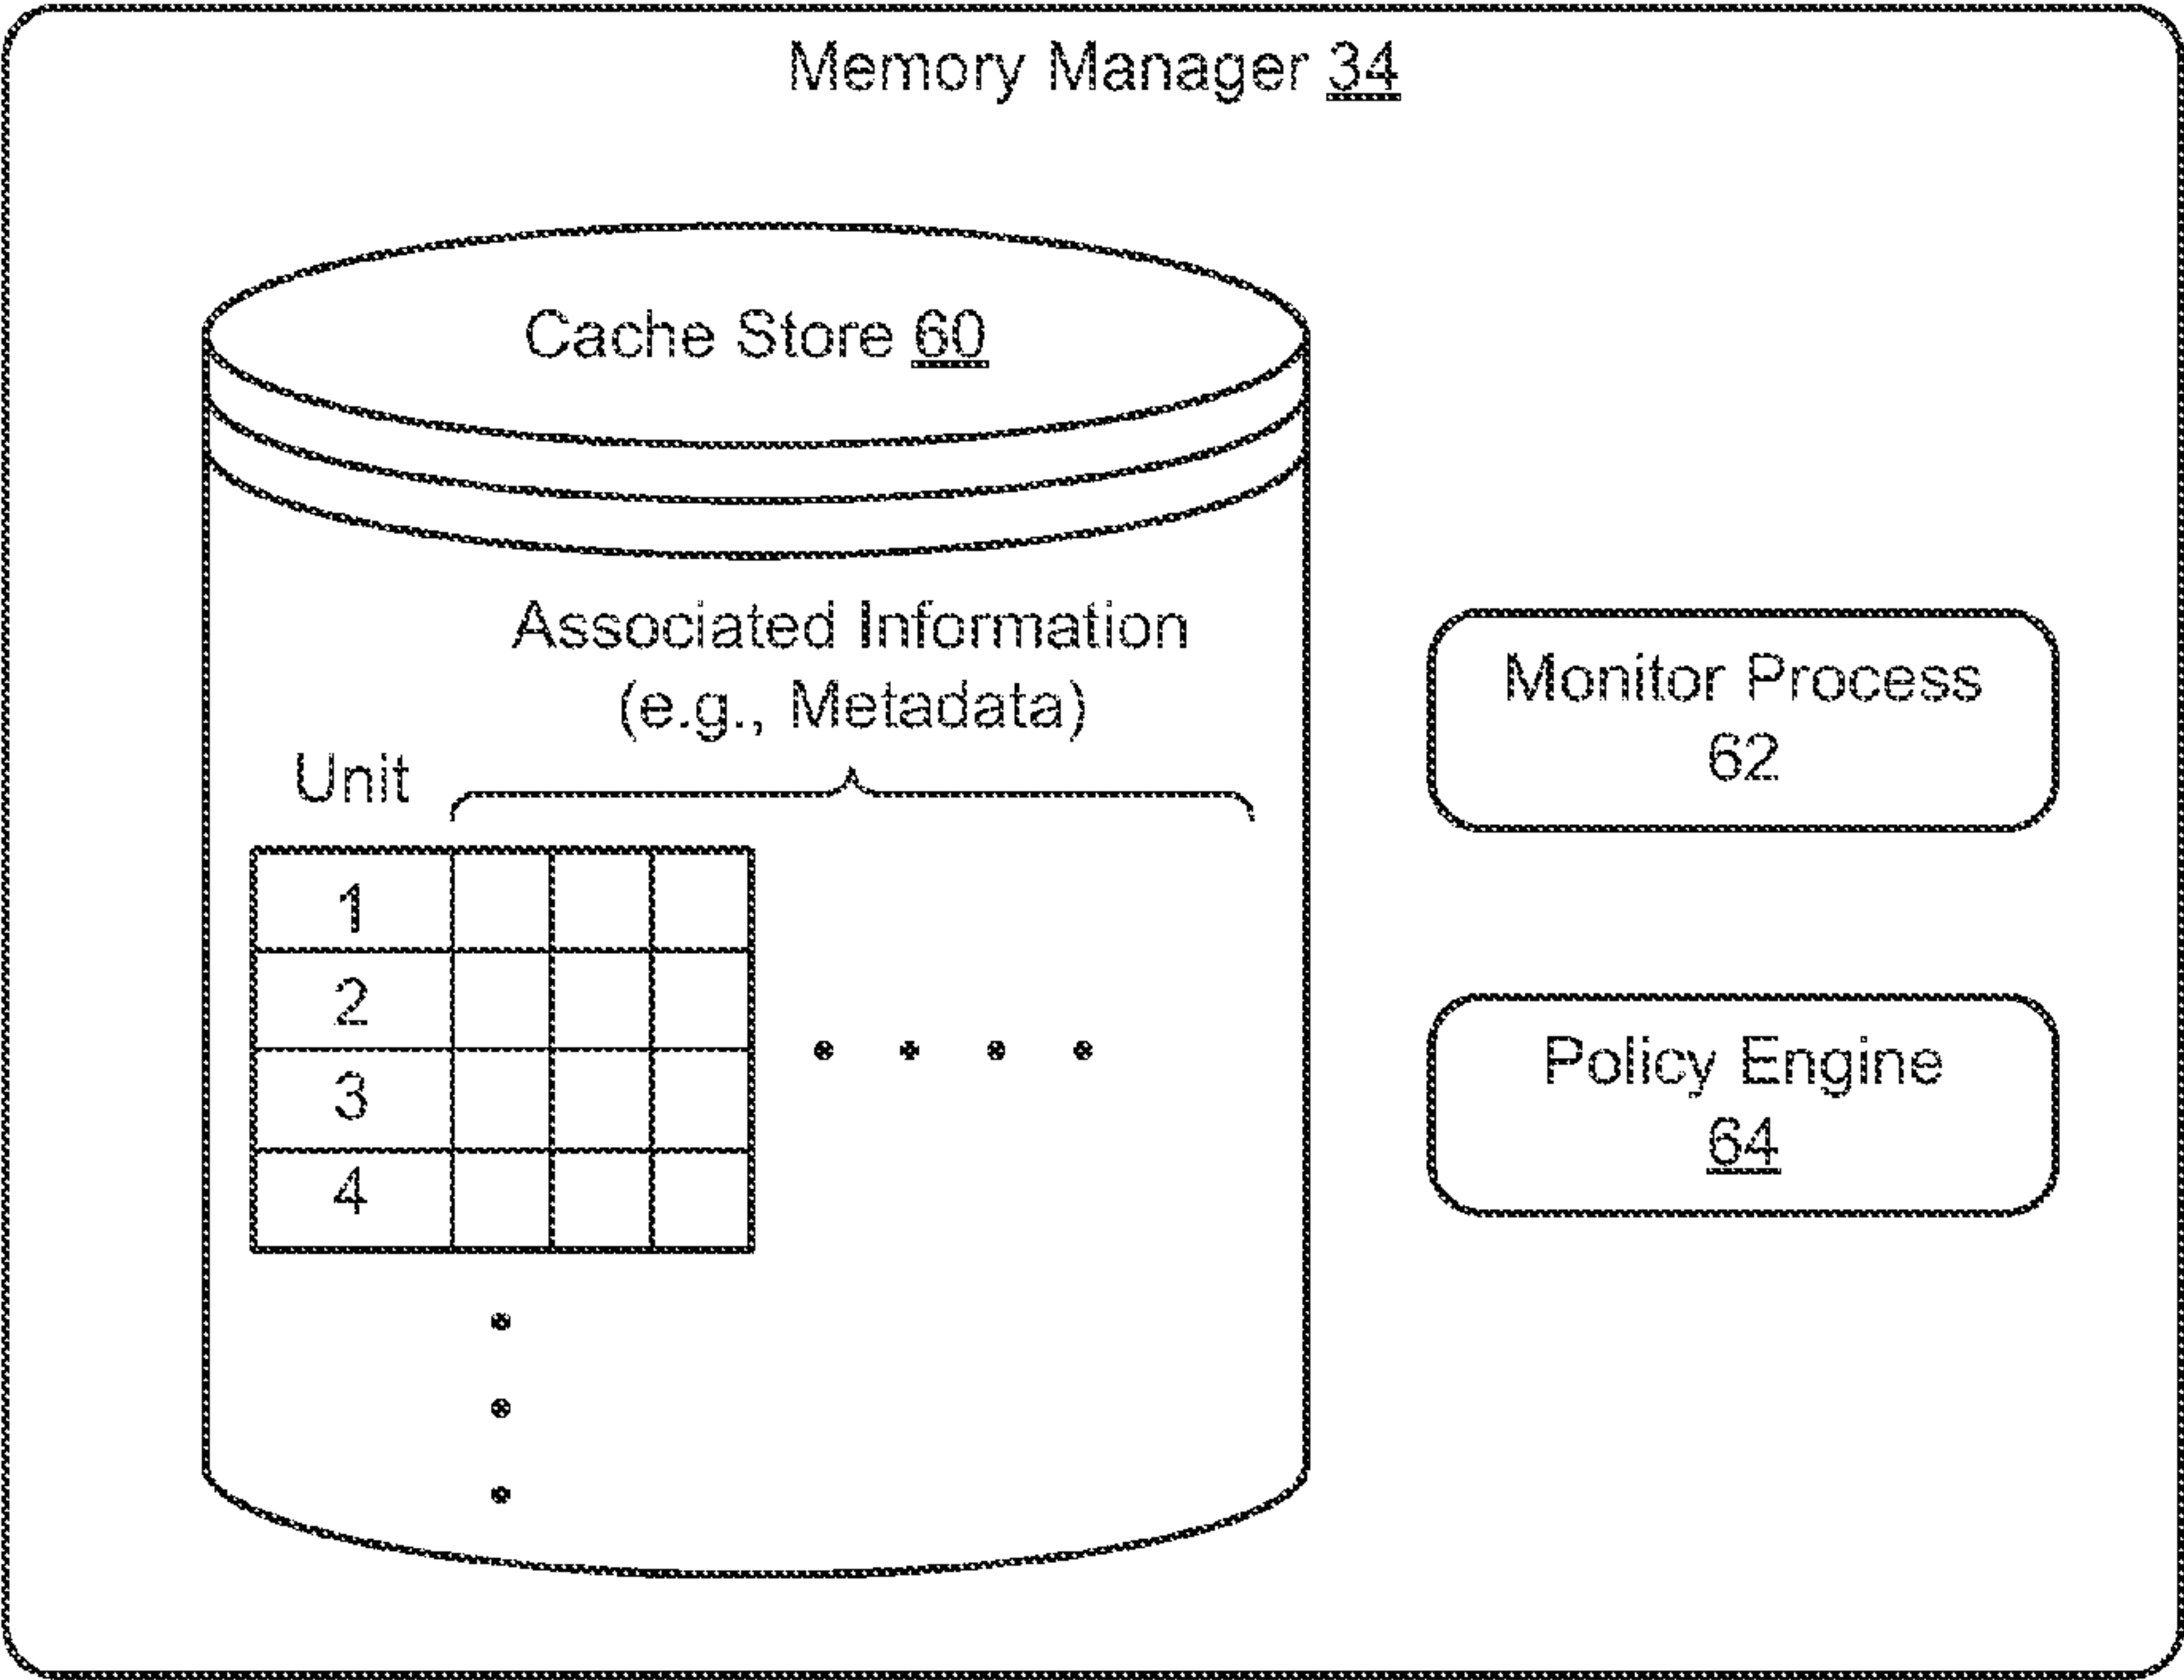 Memory Manager 34
Cache Store 60
Associated Information
(e.g., Metadata)
Unit
1
2
3
4
Monitor Process
62
Policy Engine
64